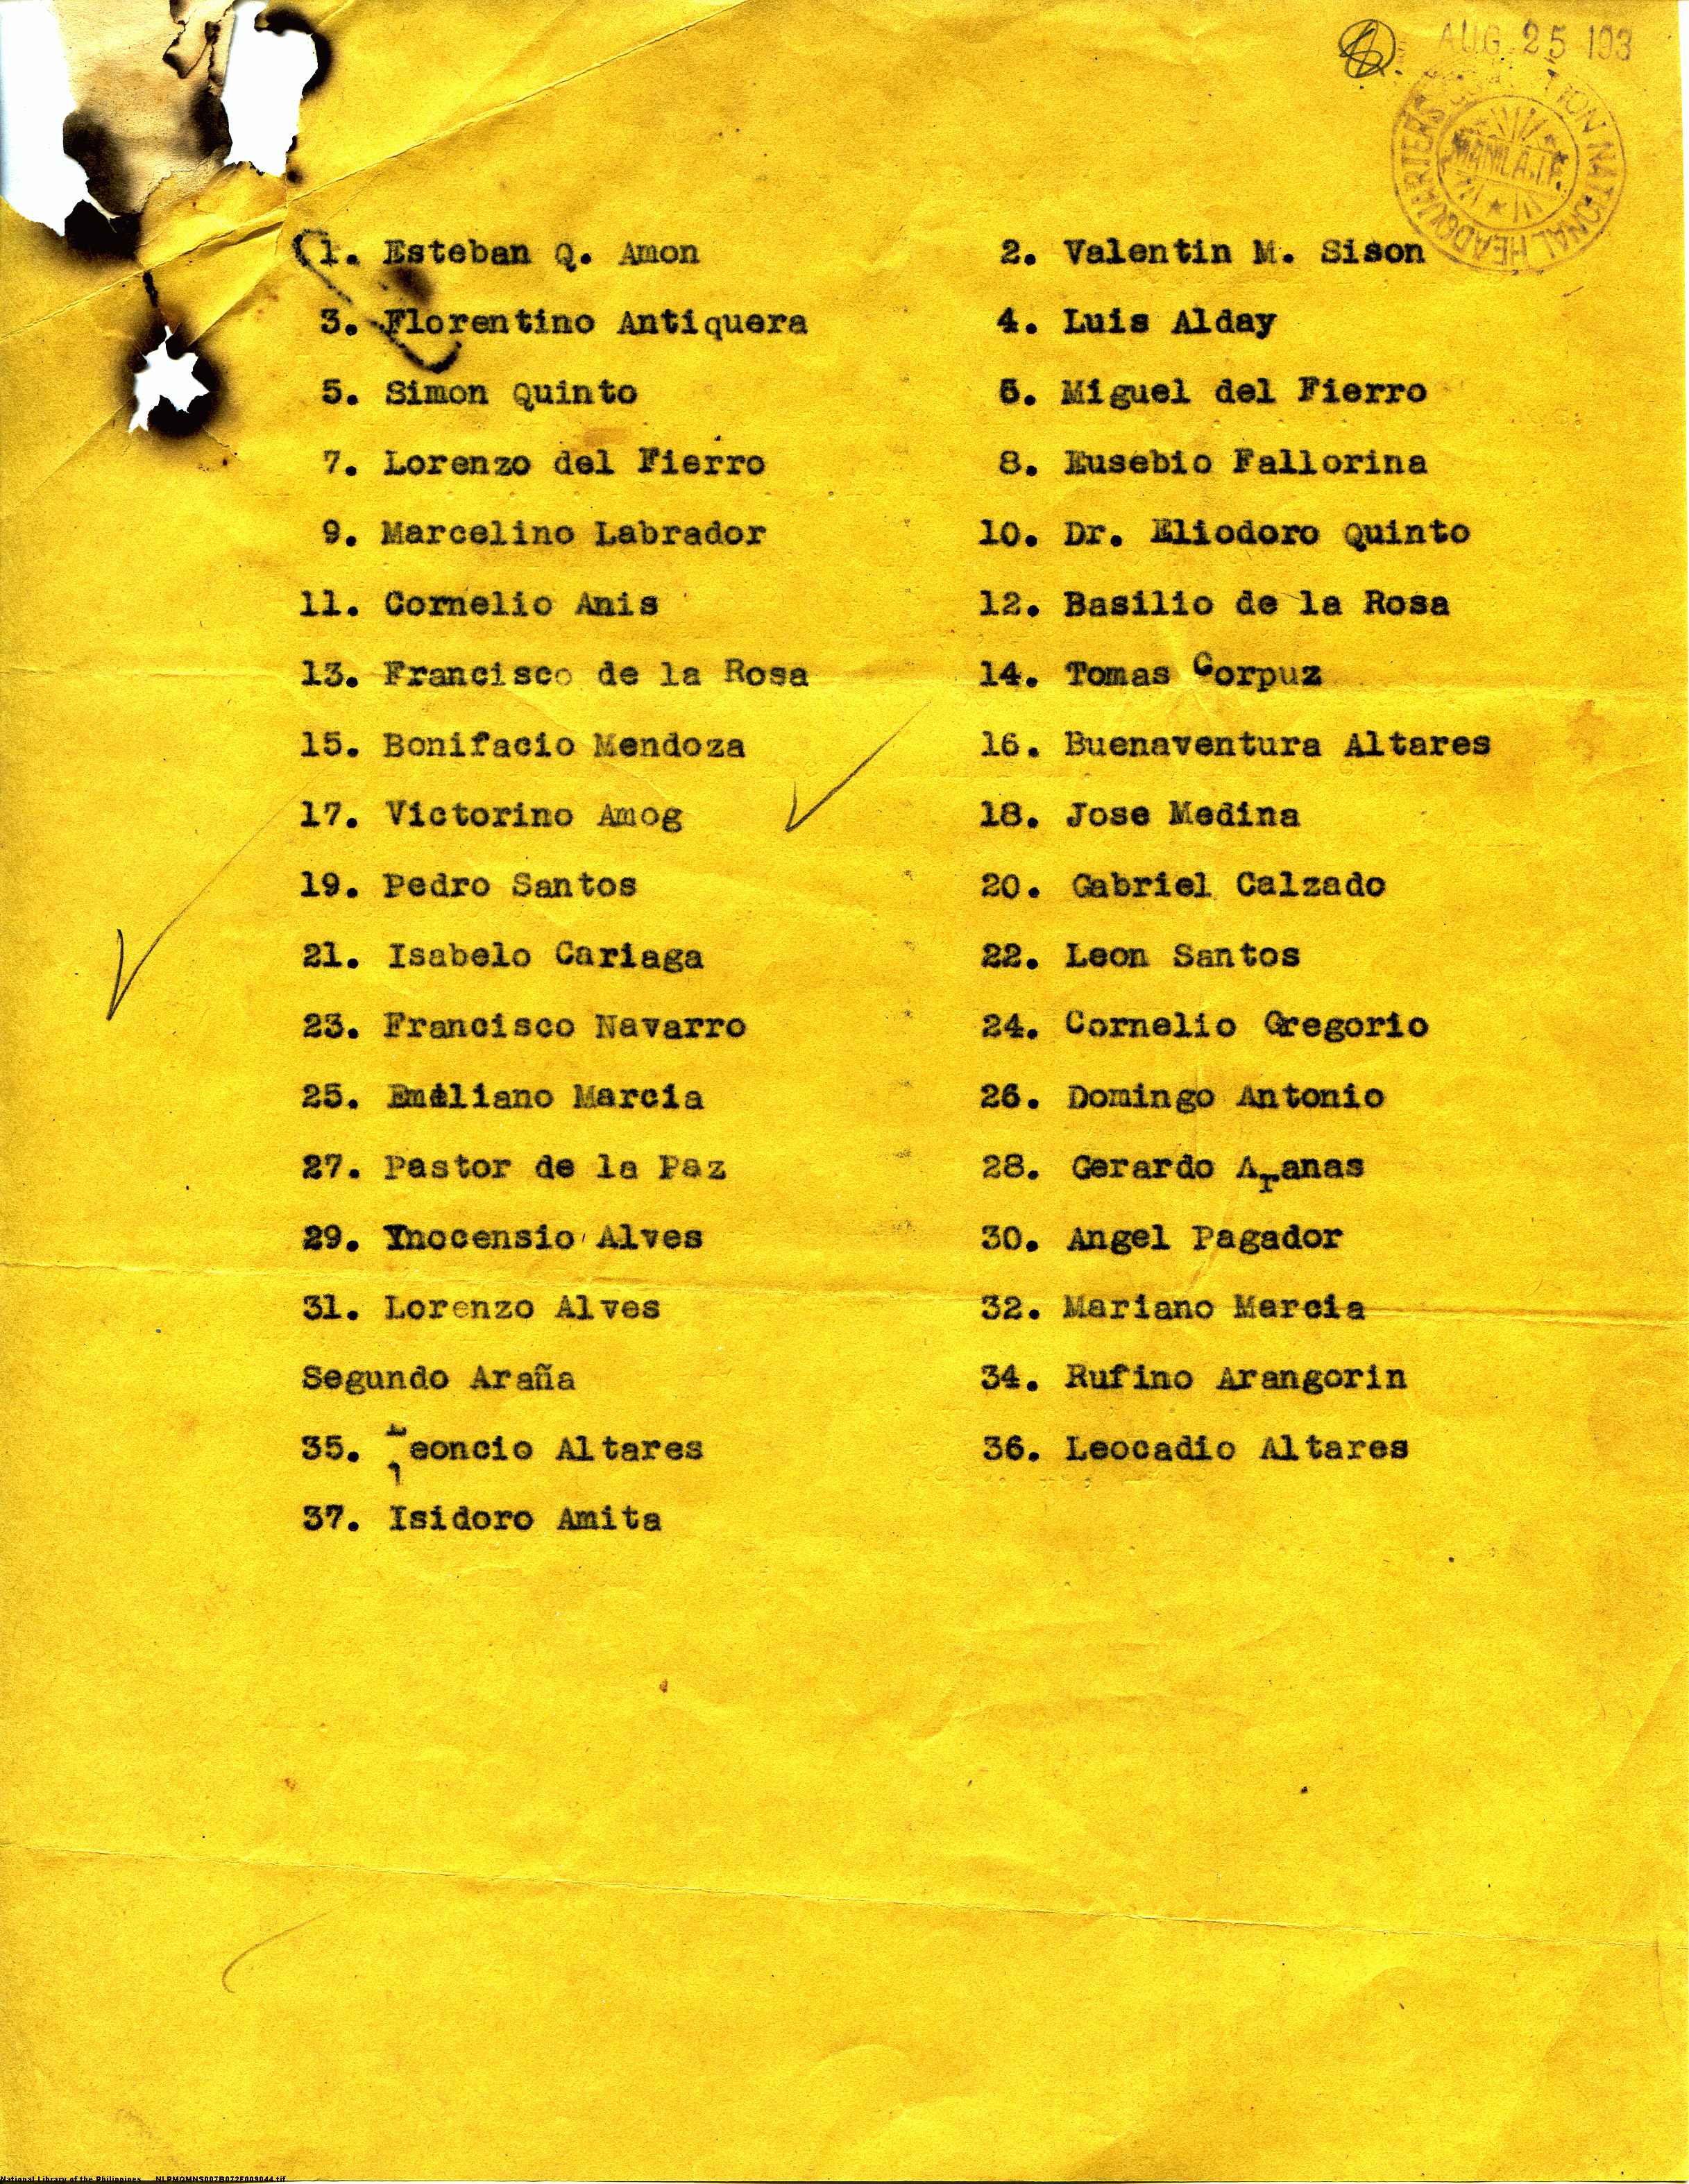 AUG 25 193
NATIONAL HEADQUARTERS
MANILA, I.F.
1. Esteban Q. Amon 2. Valentin M. Sison
3. Florentino Antiquera 4. Luis Alday
5. Simon Quinto 6. Miguel del Fierro
7. Lorenzo del Fierro 8. Eusebio Fallorina
9. Marcelino Labrador 10. Dr. Eliodoro Quinto
11. Cornelio Anis 12. Basilio de la Rosa
13. Francisco de la Rosa 14. Tomas Corpuz
15. Bonifacio Mendoza 16. Buenaventura Altares
17. Victorino Amog 18. Jose Medina
19. Pedro Santos 20. Gabriel Calzado
21. Isabelo Cariaga 22. Leon Santos
23. Francisco Navarro 24. Cornelio Gregorio
25. Emiliano Marcia 26. Domingo Antonio
27. Pastor de la Paz 28. Gerardo Aranas
29. Ynocensio Alves 30. Angel Pagador
31. Lorenzo Alves 32. Mariano Marcia
Segundo Araña 34. Rufino Arangorin
35. Leoncio Altares 36. Leocadio Altares
37. Isidoro Amita
National Library of the Philippines